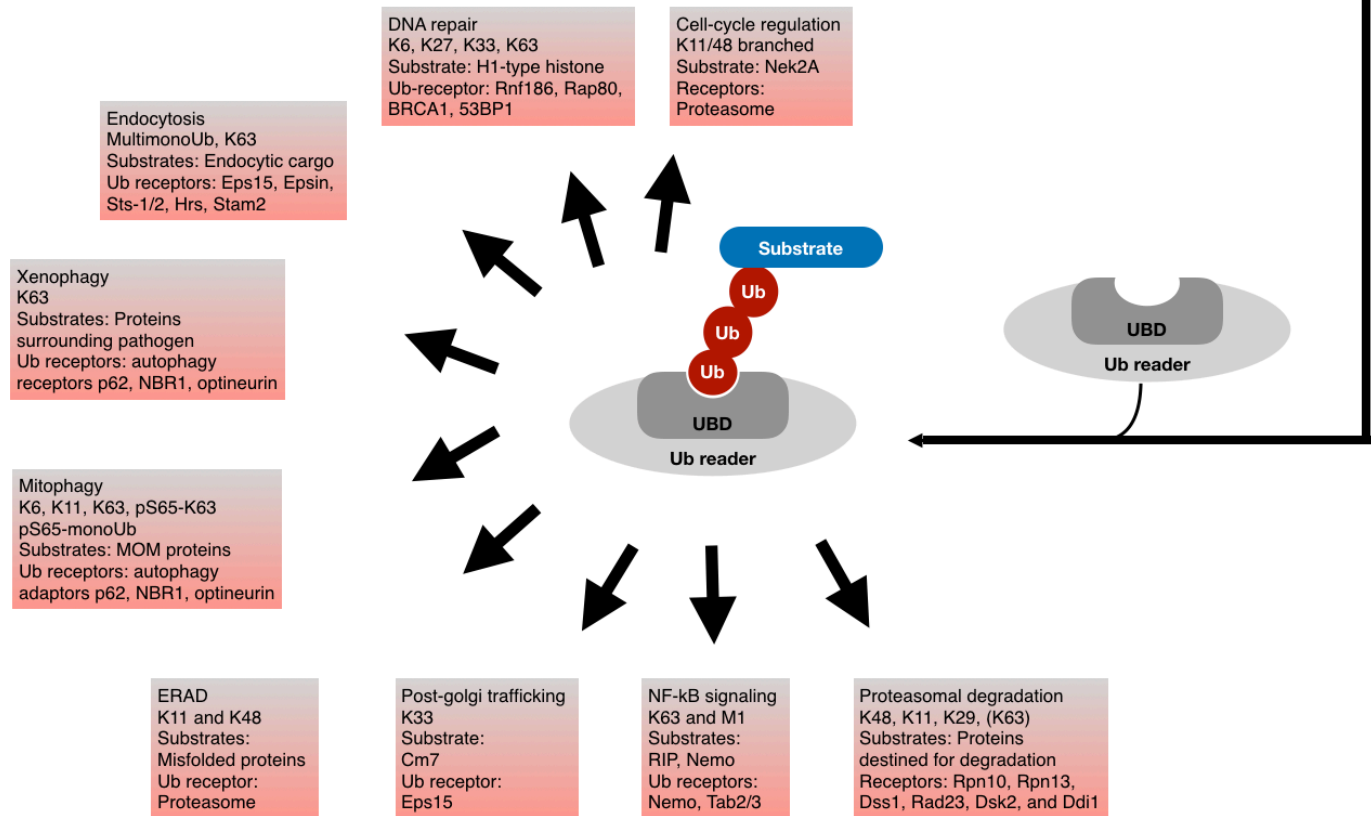 DNA repair
K6, K27, K33, K63
Substrate: H1-type histone
Ub-receptor: Rnf186, Rap80,
BRCA1, 53BP1
Cell-cycle regulation
K11/48 branched
Substrate: Nek2A
Receptors:
Proteasome
Endocytosis
MultimonoUb, K63
Substrates: Endocytic cargo
Ub receptors: Eps15, Epsin,
Sts-1/2, Hrs, Stam2
Xenophagy
K63
Substrates: Proteins
surrounding pathogen
Ub receptors: autophagy
receptors p62, NBR1, optineurin
Substrate
Ub
Ub
Ub
UBD
Ub reader
UBD
Ub reader
Mitophagy
K6, K11, K63, pS65-K63
pS65-monoUb
Substrates: MOM proteins
Ub receptors: autophagy
adaptors p62, NBR1, optineurin
ERAD
K11 and K48
Substrates:
Misfolded proteins
Ub receptor:
Proteasome
Post-golgi trafficking
K33
Substrate:
Cm7
Ub receptor:
Eps15
NF-kB signaling
K63 and M1
Substrates:
RIP, Nemo
Ub receptors:
Nemo, Tab2/3
Proteasomal degradation
K48, K11, K29, (K63)
Substrates: Proteins
destined for degradation
Receptors: Rpn10, Rpn13,
Dss1, Rad23, Dsk2, and Ddi1